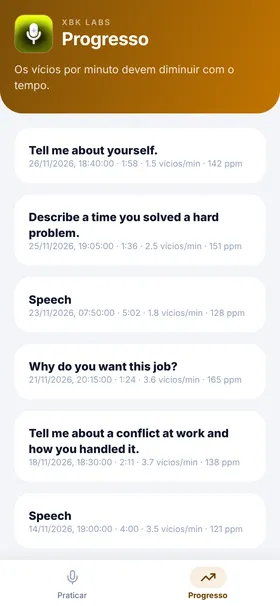 XBK LABS
Progresso
Os vícios por minuto devem diminuir com o
tempo.
Tell me about yourself.
26/11/2026, 18:40:00 · 1:58 · 1.5 vícios/min · 142 ppm
Describe a time you solved a hard
problem.
25/11/2026, 19:05:00 · 1:36 · 2.5 vícios/min · 151 ppm
Speech
23/11/2026, 07:50:00 · 5:02 · 1.8 vícios/min · 128 ppm
Why do you want this job?
21/11/2026, 20:15:00 · 1:24 · 3.6 vícios/min · 165 ppm
Tell me about a conflict at work and
how you handled it.
18/11/2026, 18:30:00 · 2:11 · 3.7 vícios/min · 138 ppm
Speech
14/11/2026, 19:00:00 · 4:00 · 3.5 vícios/min · 121 ppm
Praticar
Progresso